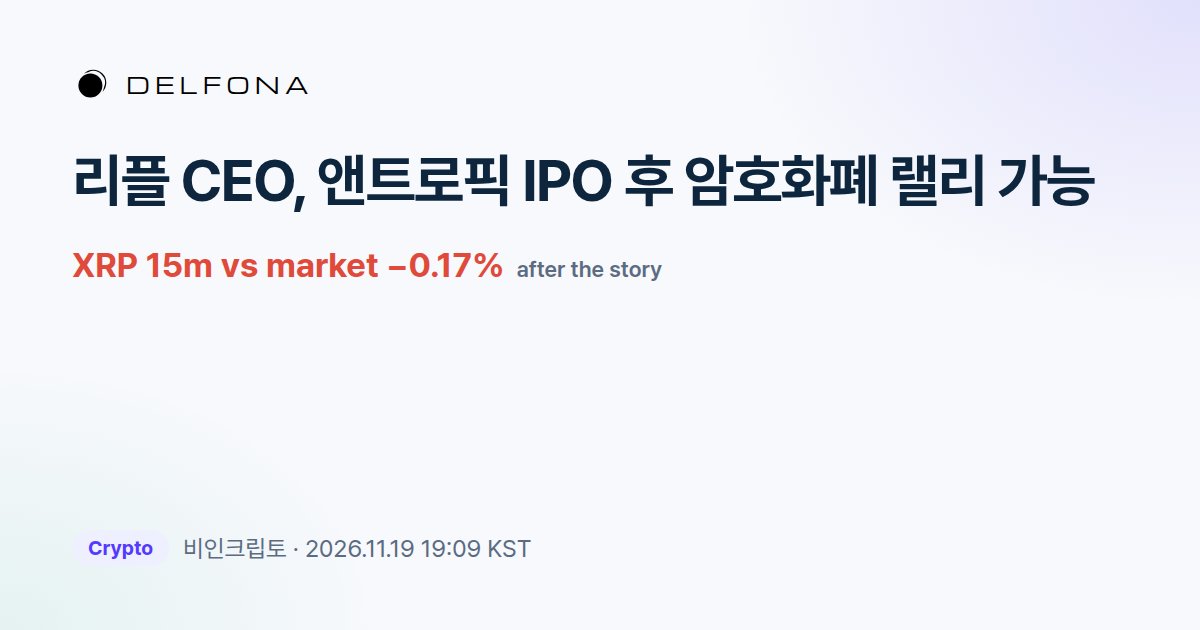 DELFONA
리플 CEO, 앤트로픽 IPO 후 암호화폐 랠리 가능
XRP 15m vs market −0.17% after the story
Crypto 비인크립토 · 2026.11.19 19:09 KST